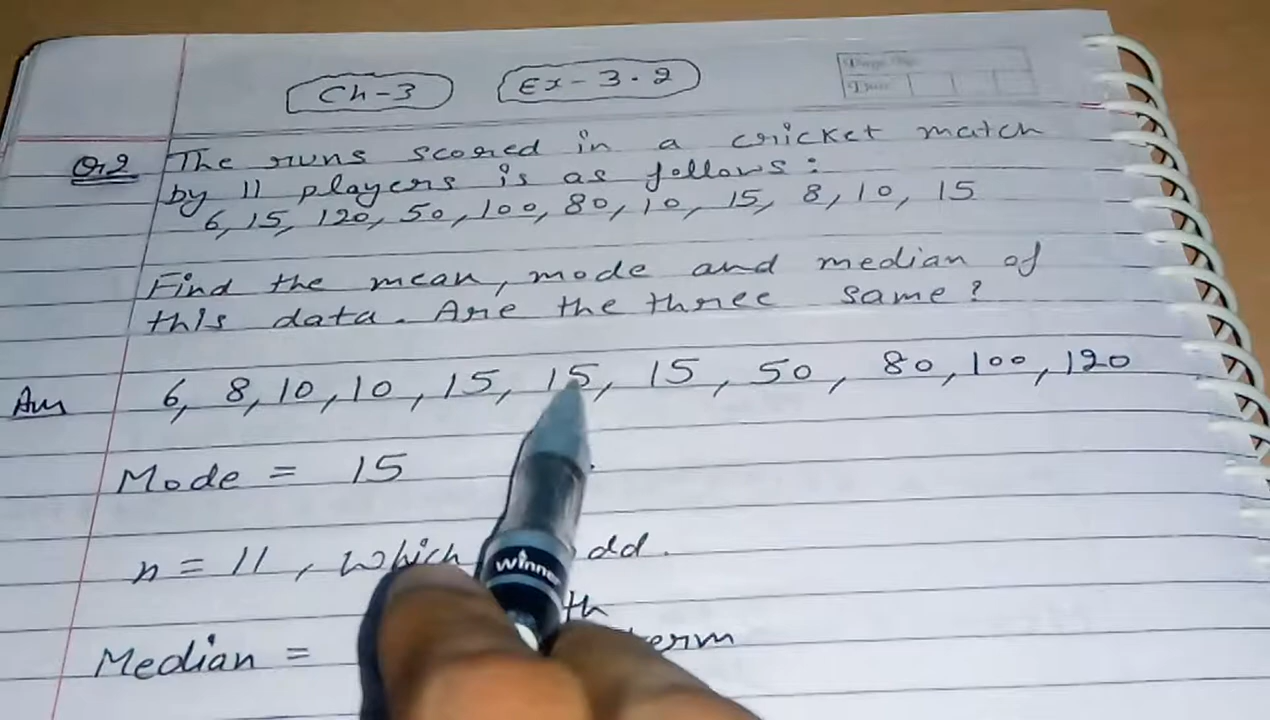 Ch-3 Ex-3.2
Q.2 The runs scored in a cricket match
by 11 players is as follows:
6, 15, 120, 50, 100, 80, 10, 15, 8, 10, 15
Find the mean, mode and median of
this data. Are the three same?
Ans 6, 8, 10, 10, 15, 15, 15, 50, 80, 100, 120
Mode = 15
n = 11, which odd.
th
Median = term
winner